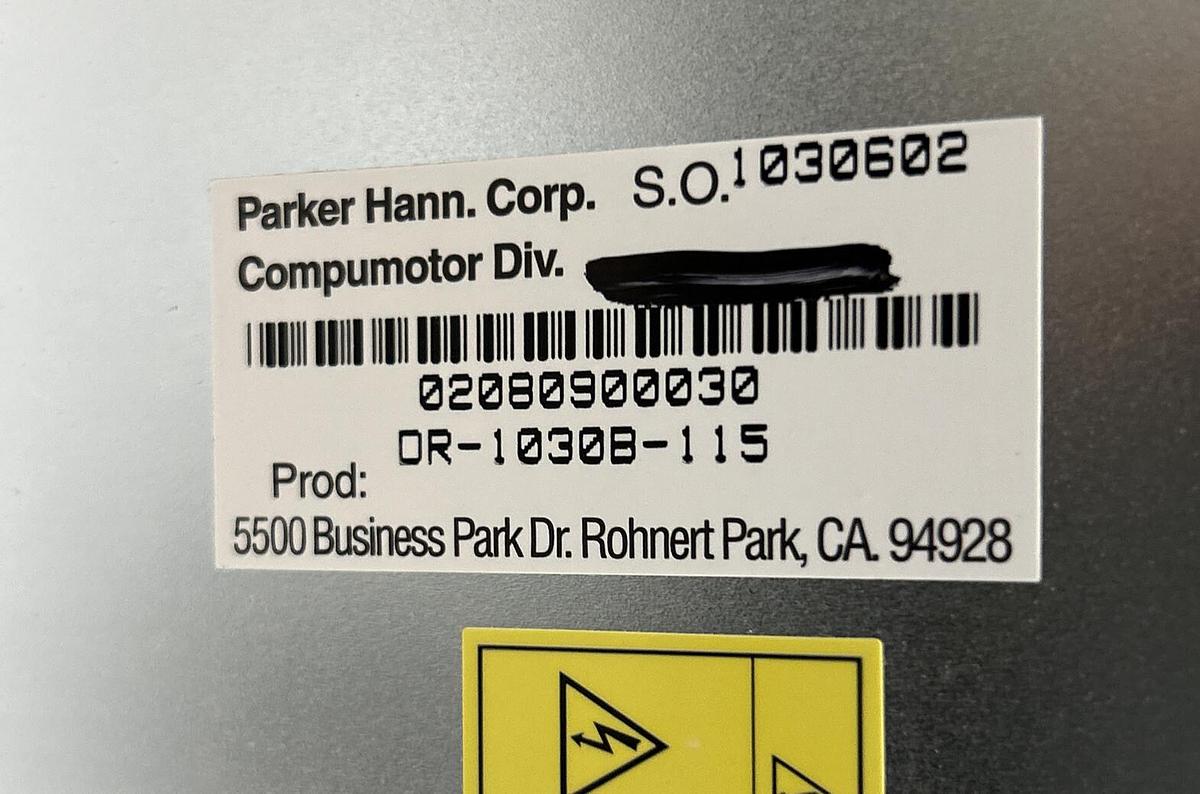 Parker Hann. Corp. S.O. 1030602
Compumotor Div.
02080900030
Prod: DR-1030B-115
5500 Business Park Dr. Rohnert Park, CA. 94928